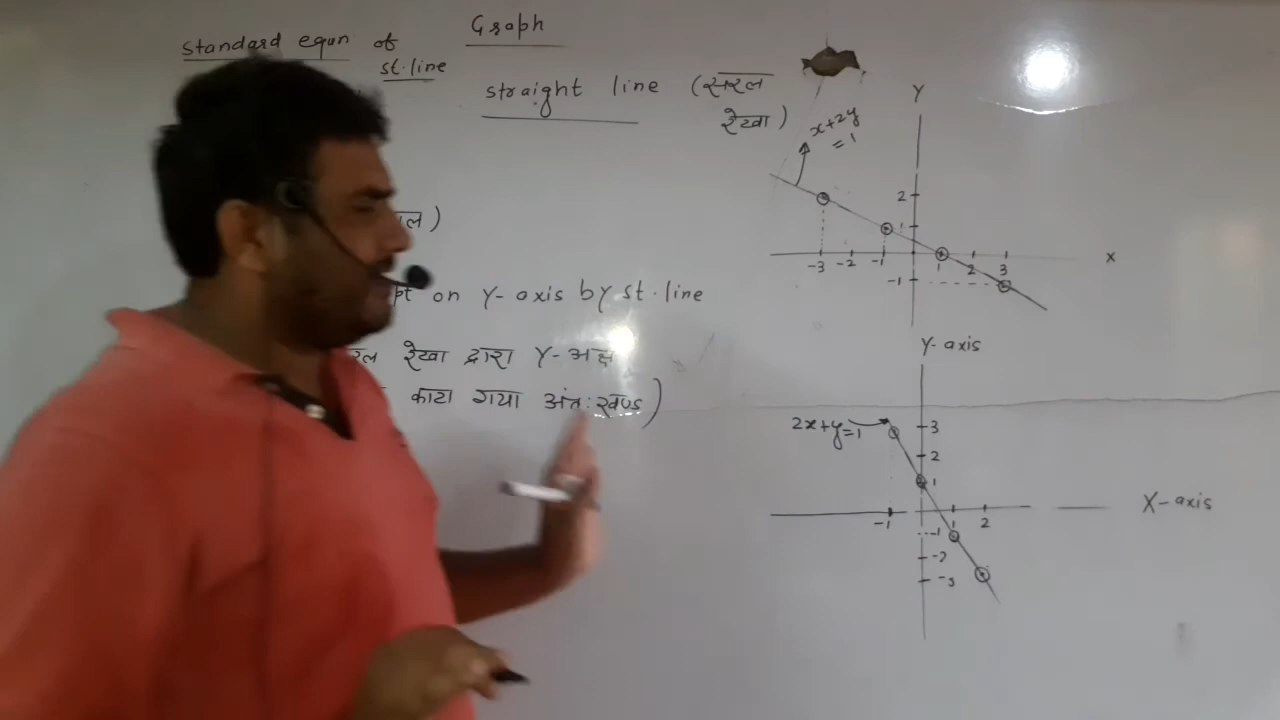 Graph
standard equn of
st.line
straight line (सरल
रेखा)
on Y-axis by st.line
रेखा द्वारा Y-अक्ष
काटा गया अंत:खण्ड)
Y
x+2y
=1
2
1
-3 -2 -1 1 2 3
x
-1
Y-axis
2x+y=1
3
2
1
-1 1 2
X-axis
-1
-2
-3